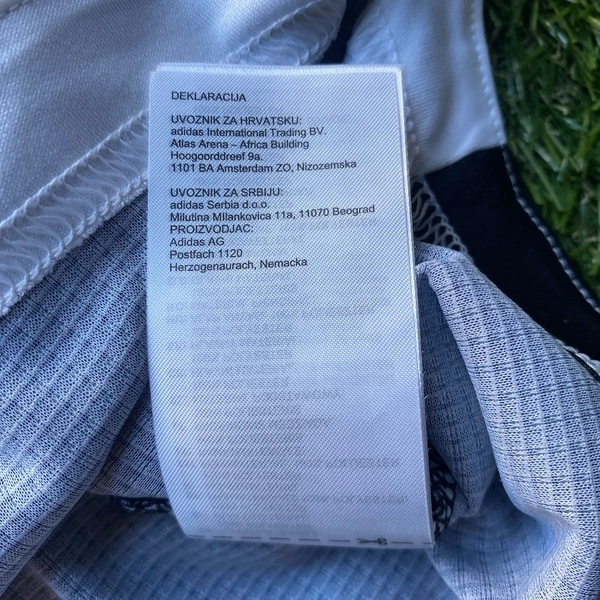 DEKLARACIJA
UVOZNIK ZA HRVATSKU:
adidas International Trading BV.
Atlas Arena – Africa Building
Hoogoorddreef 9a.
1101 BA Amsterdam ZO, Nizozemska
UVOZNIK ZA SRBIJU:
adidas Serbia d.o.o.
Milutina MIlankovica 11a, 11070 Beograd
PROIZVODJAC:
Adidas AG
Postfach 1120
Herzogenaurach, Nemacka